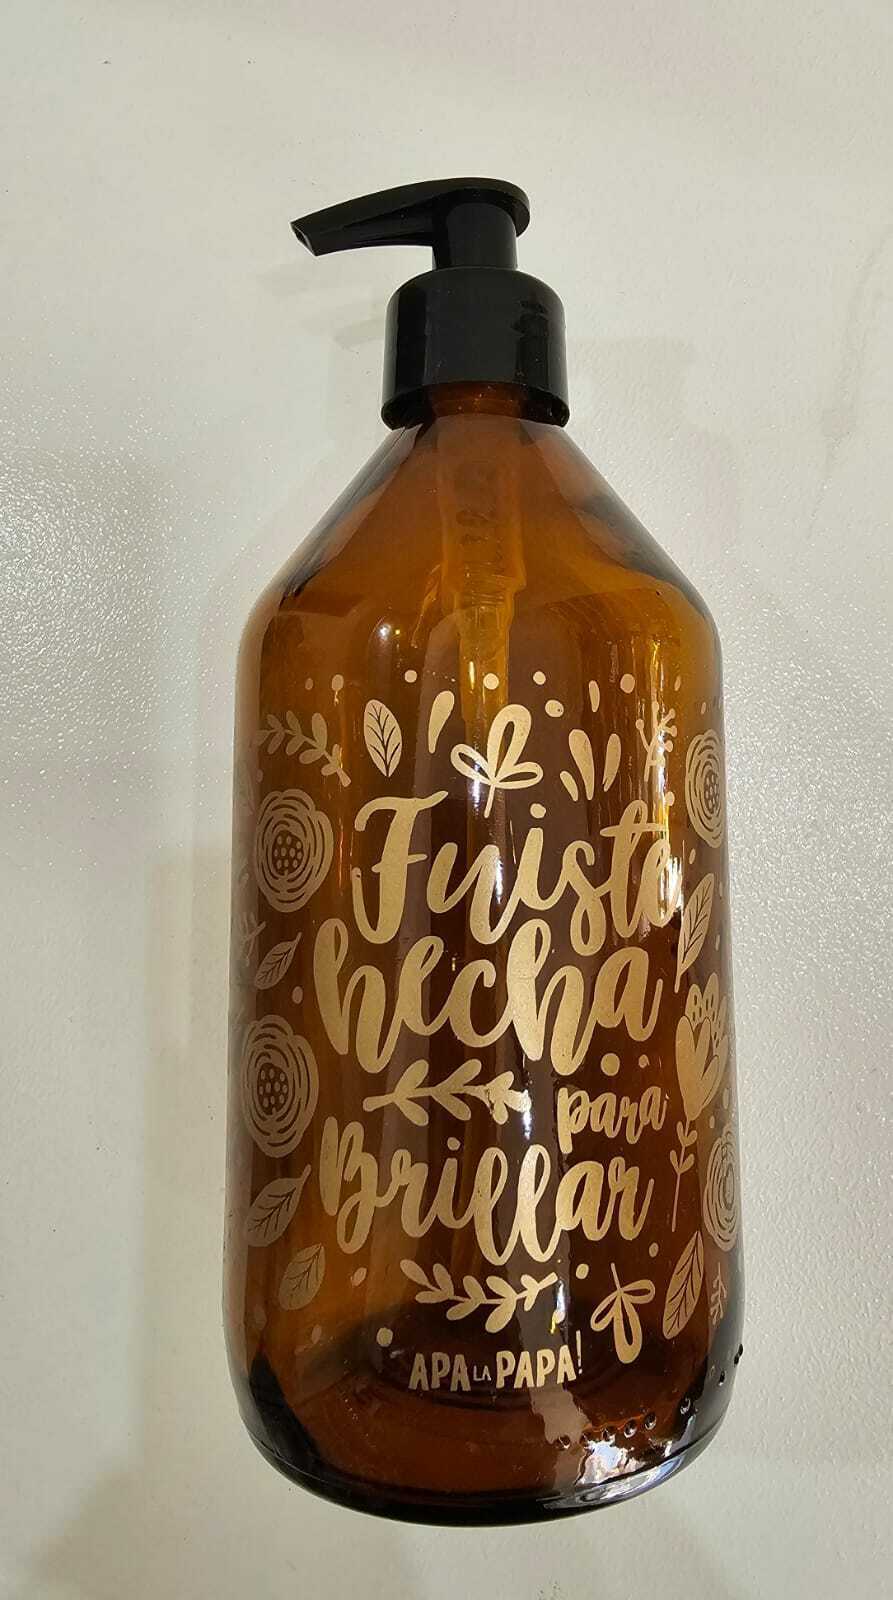 Fuiste
hecha
para
Brillar
APA LA PAPA!